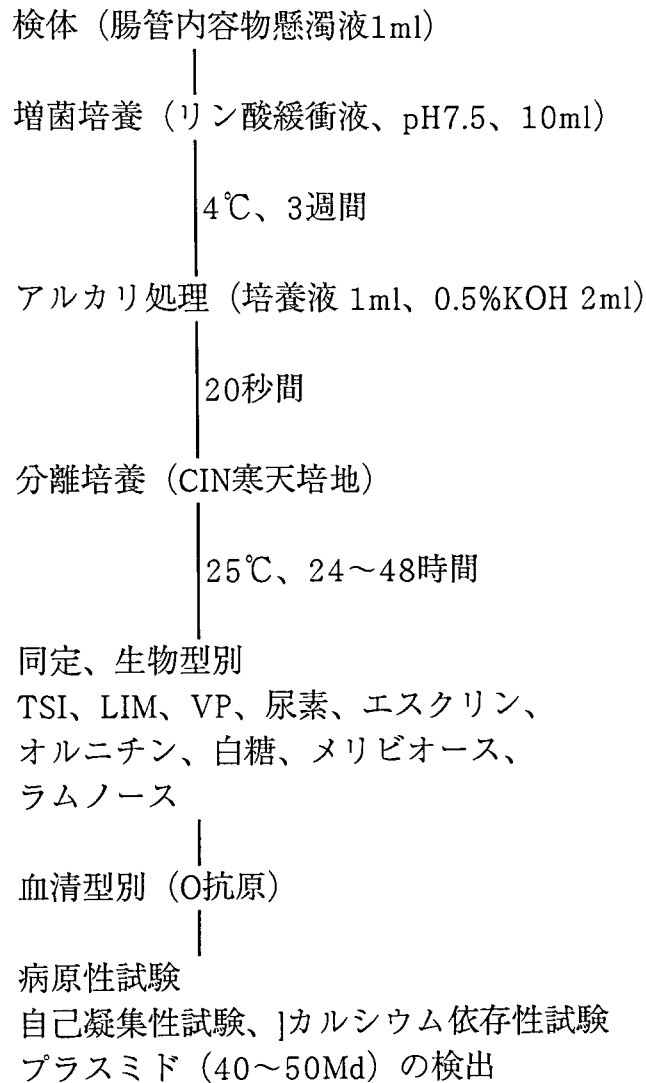 検体（腸管内容物懸濁液1ml）
増菌培養（リン酸緩衝液、pH7.5、10ml）
4℃、3週間
アルカリ処理（培養液 1ml、0.5%KOH 2ml）
20秒間
分離培養（CIN寒天培地）
25℃、24～48時間
同定、生物型別
TSI、LIM、VP、尿素、エスクリン、
オルニチン、白糖、メリビオース、
ラムノース
血清型別（O抗原）
病原性試験
自己凝集性試験、]カルシウム依存性試験
プラスミド（40～50Md）の検出